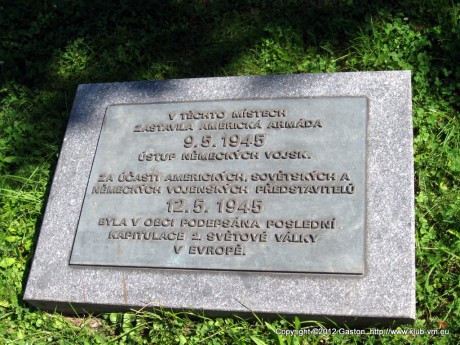 V TĚCHTO MÍSTECH
ZASTAVILA AMERICKÁ ARMÁDA
9. 5. 1945
ÚSTUP NĚMECKÝCH VOJSK.
ZA ÚČASTI AMERICKÝCH, SOVĚTSKÝCH A
NĚMECKÝCH VOJENSKÝCH PŘEDSTAVITELŮ
12. 5. 1945
BYLA V OBCI PODEPSÁNA POSLEDNÍ
KAPITULACE 2. SVĚTOVÉ VÁLKY
V EVROPĚ.
Copyright ©2012 Gaston http://www.klub-vm.eu